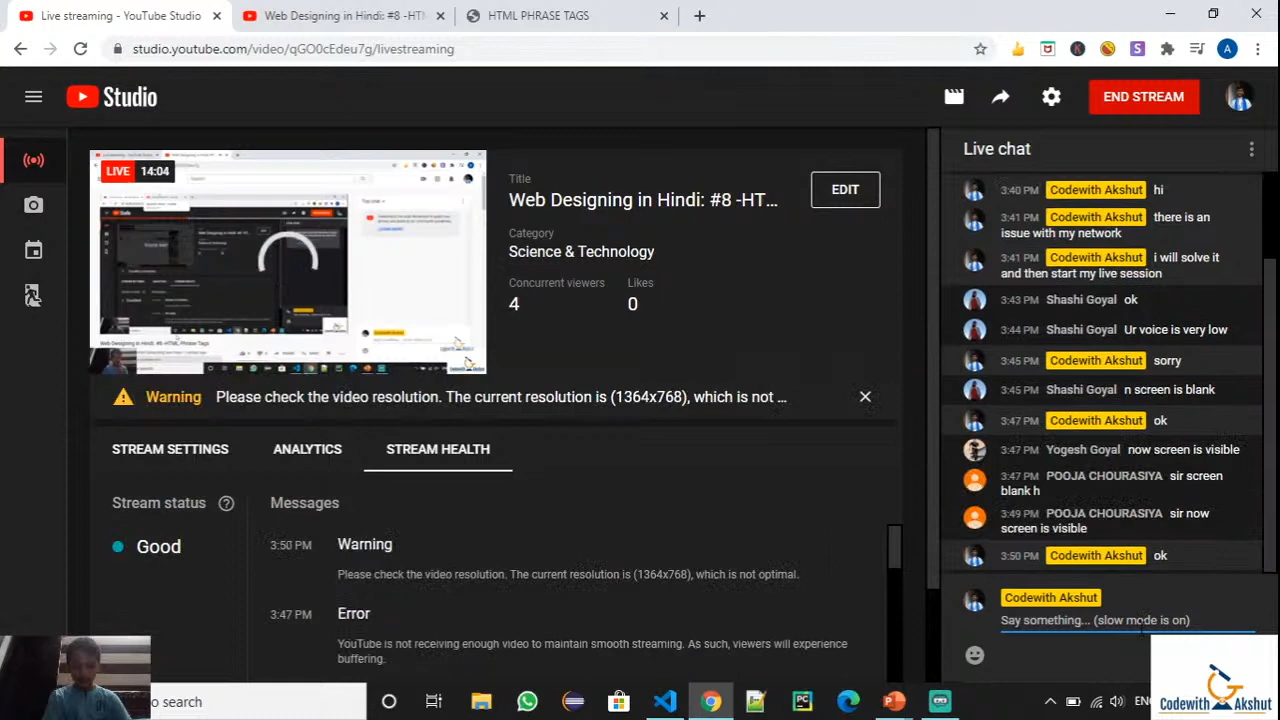 Live streaming - YouTube Studio
Web Designing in Hindi: #8 -HTM
HTML PHRASE TAGS
studio.youtube.com/video/qGO0cEdeu7g/livestreaming
A
Studio
END STREAM
LIVE 14:04
Web Designing in Hindi: #8 -HTML Phraser Tags
Title
Web Designing in Hindi: #8 -HT...
EDIT
Category
Science & Technology
Concurrent viewers
Likes
4
0
Warning Please check the video resolution. The current resolution is (1364x768), which is not ...
STREAM SETTINGS
ANALYTICS
STREAM HEALTH
Stream status
Good
Messages
3:50 PM Warning
Please check the video resolution. The current resolution is (1364x768), which is not optimal.
3:47 PM Error
YouTube is not receiving enough video to maintain smooth streaming. As such, viewers will experience
buffering.
Live chat
3:40 PM Codewith Akshut hi
3:41 PM Codewith Akshut there is an
issue with my network
3:41 PM Codewith Akshut i will solve it
and then start my live session
3:43 PM Shashi Goyal ok
3:44 PM Shashi Goyal Ur voice is very low
3:45 PM Codewith Akshut sorry
3:45 PM Shashi Goyal n screen is blank
3:47 PM Codewith Akshut ok
3:47 PM Yogesh Goyal now screen is visible
3:47 PM POOJA CHOURASIYA sir screen
blank h
3:49 PM POOJA CHOURASIYA sir now
screen is visible
3:50 PM Codewith Akshut ok
Codewith Akshut
Say something... (slow mode is on)
o search
Codewith Akshut